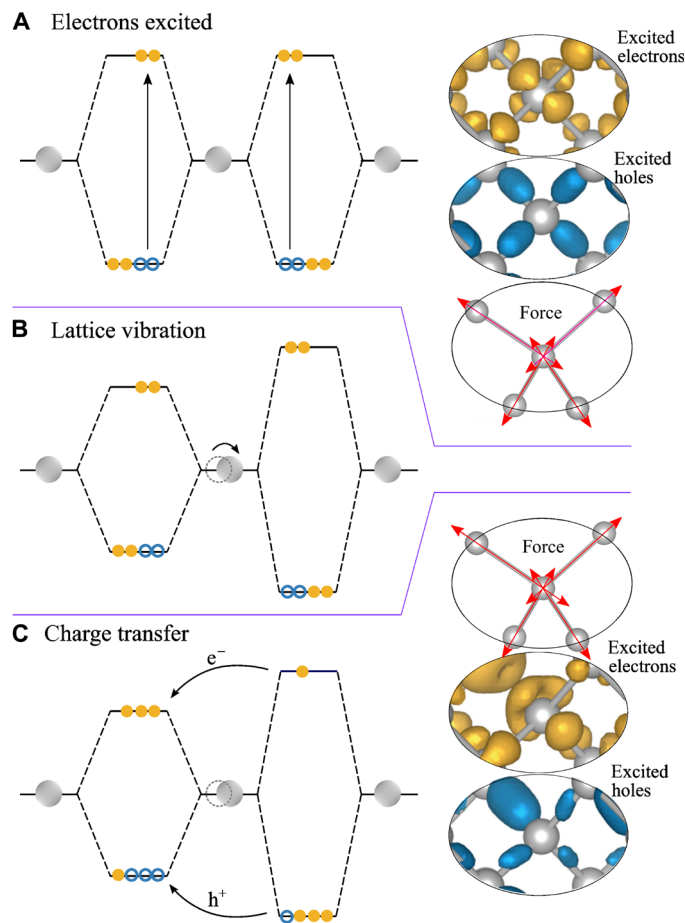 A Electrons excited
Excited
electrons
Excited
holes
Force
B Lattice vibration
Force
C Charge transfer
e⁻
h⁺
Excited
electrons
Excited
holes